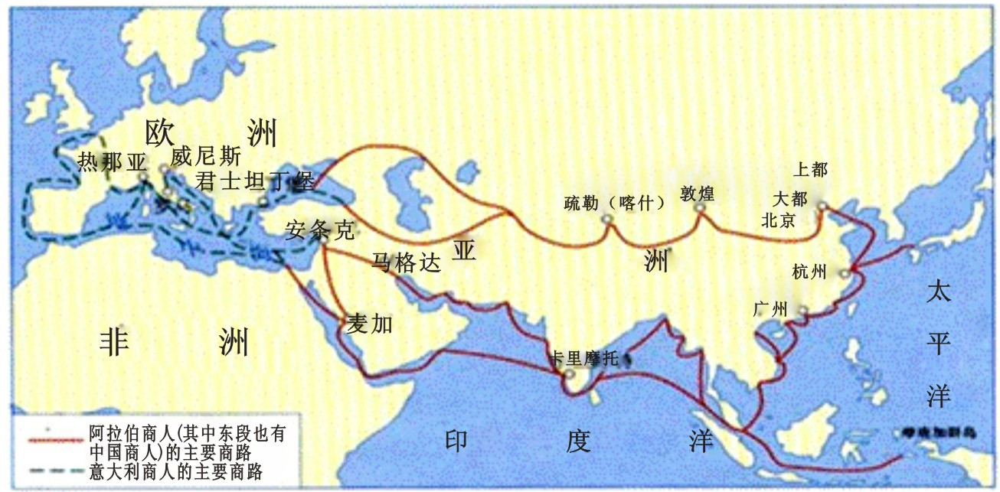 欧 洲
热那亚
威尼斯
君士坦丁堡
安条克
马格达
亚 洲
疏勒（喀什）
敦煌
上都
大都
北京
杭州
广州
太平洋
非 洲
麦加
卡里摩托
印 度 洋
阿拉伯商人(其中东段也有
中国商人)的主要商路
意大利商人的主要商路